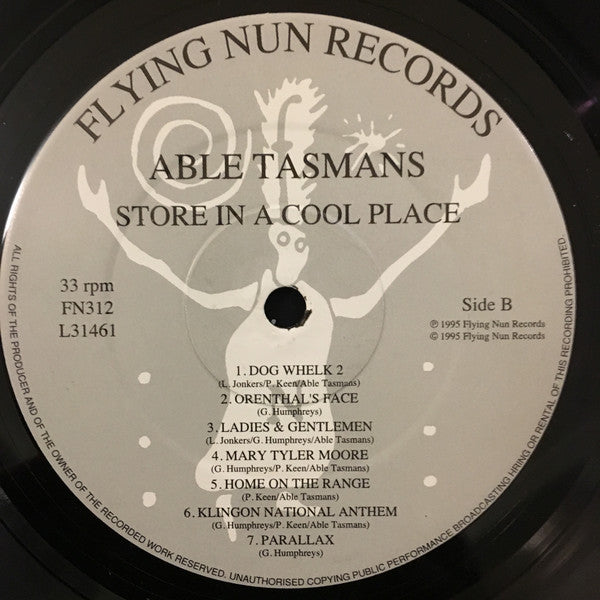 FLYING NUN RECORDS
ABLE TASMANS
STORE IN A COOL PLACE
33 rpm
FN312
L31461
Side B
℗ 1995 Flying Nun Records
© 1995 Flying Nun Records
1. DOG WHELK 2
(L. Jonkers/P. Keen/Able Tasmans)
2. ORENTHAL'S FACE
(G. Humphreys)
3. LADIES & GENTLEMEN
(L. Jonkers/G. Humphreys/Able Tasmans)
4. MARY TYLER MOORE
(G. Humphreys/P. Keen/Able Tasmans)
5. HOME ON THE RANGE
(P. Keen/Able Tasmans)
6. KLINGON NATIONAL ANTHEM
(G. Humphreys/P. Keen/Able Tasmans)
7. PARALLAX
(G. Humphreys)
ALL RIGHTS OF THE PRODUCER AND OF THE OWNER OF THE RECORDED WORK RESERVED. UNAUTHORISED COPYING PUBLIC PERFORMANCE BROADCASTING HIRING OR RENTAL OF THIS RECORDING PROHIBITED.